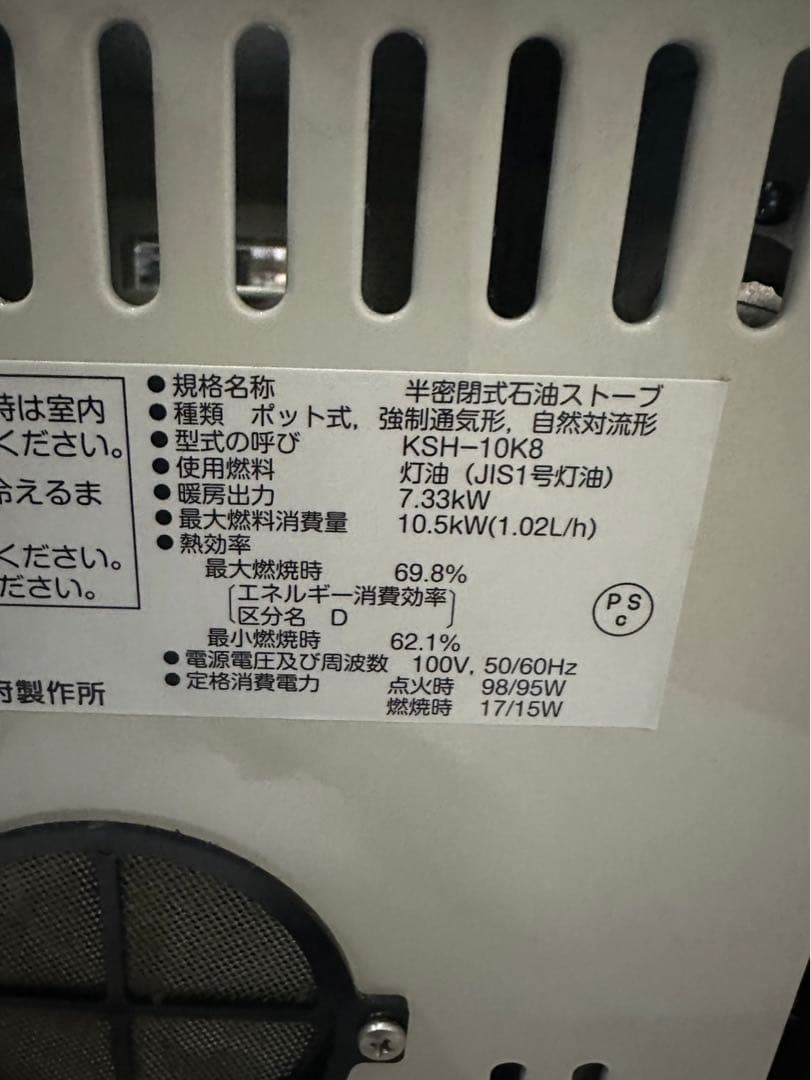 時は室内
ください。
冷えるま
ください。
ださい。
府製作所
●規格名称 半密閉式石油ストーブ
●種類 ポット式, 強制通気形, 自然対流形
●型式の呼び KSH-10K8
●使用燃料 灯油（JIS1号灯油）
●暖房出力 7.33kW
●最大燃料消費量 10.5kW(1.02L/h)
●熱効率
最大燃焼時 69.8%
エネルギー消費効率
区分名 D
最小燃焼時 62.1%
●電源電圧及び周波数 100V, 50/60Hz
●定格消費電力 点火時 98/95W
燃焼時 17/15W
PS
c